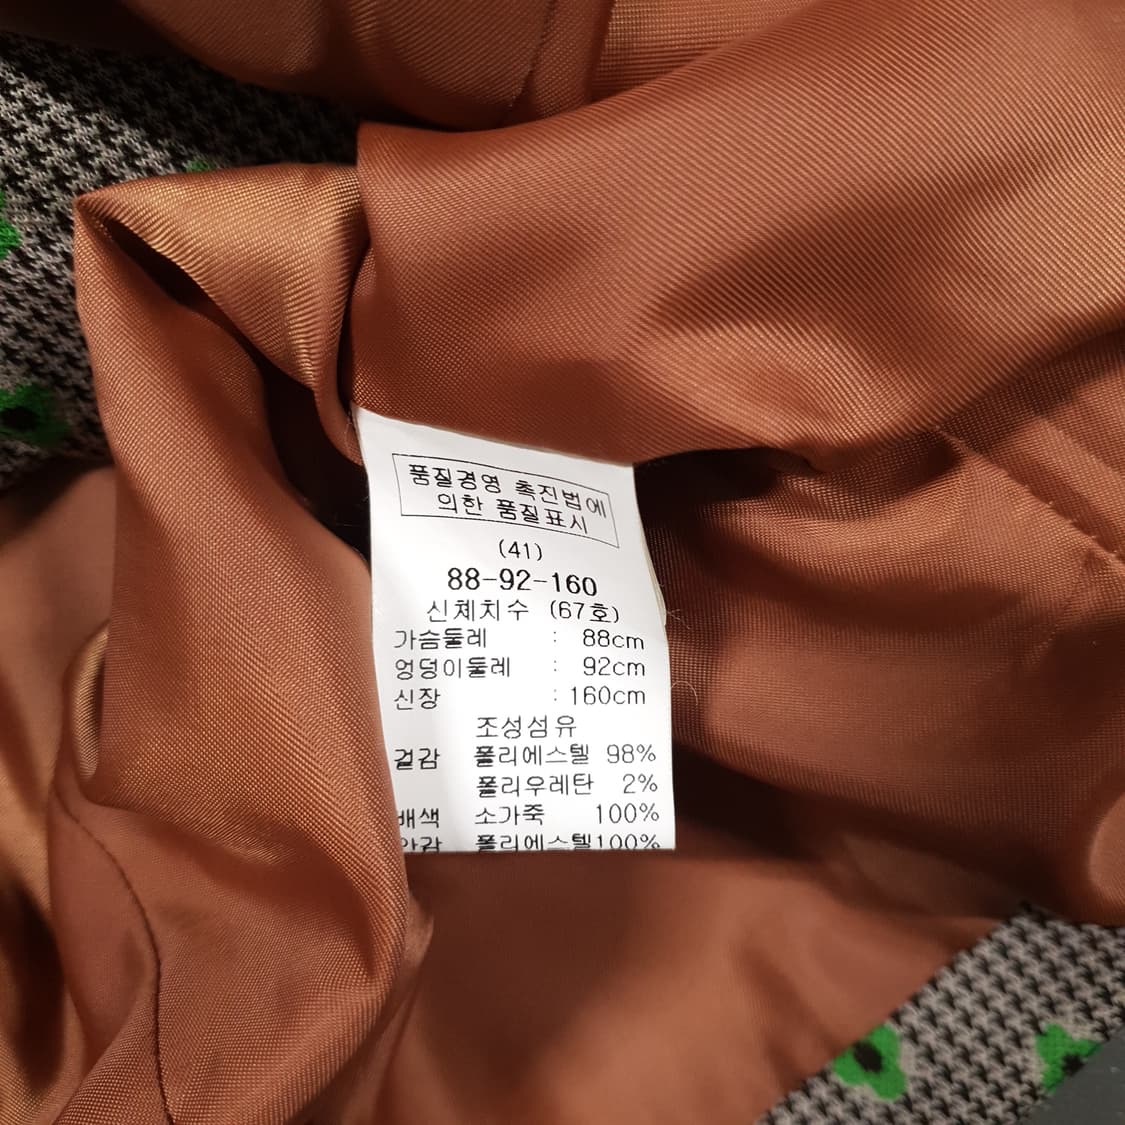 품질경영 촉진법에
의한 품질표시
(41)
88-92-160
신체치수 (67호)
가슴둘레 : 88cm
엉덩이둘레 : 92cm
신장 : 160cm
조성섬유
겉감 폴리에스텔 98%
폴리우레탄 2%
배색 소가죽 100%
안감 폴리에스텔100%